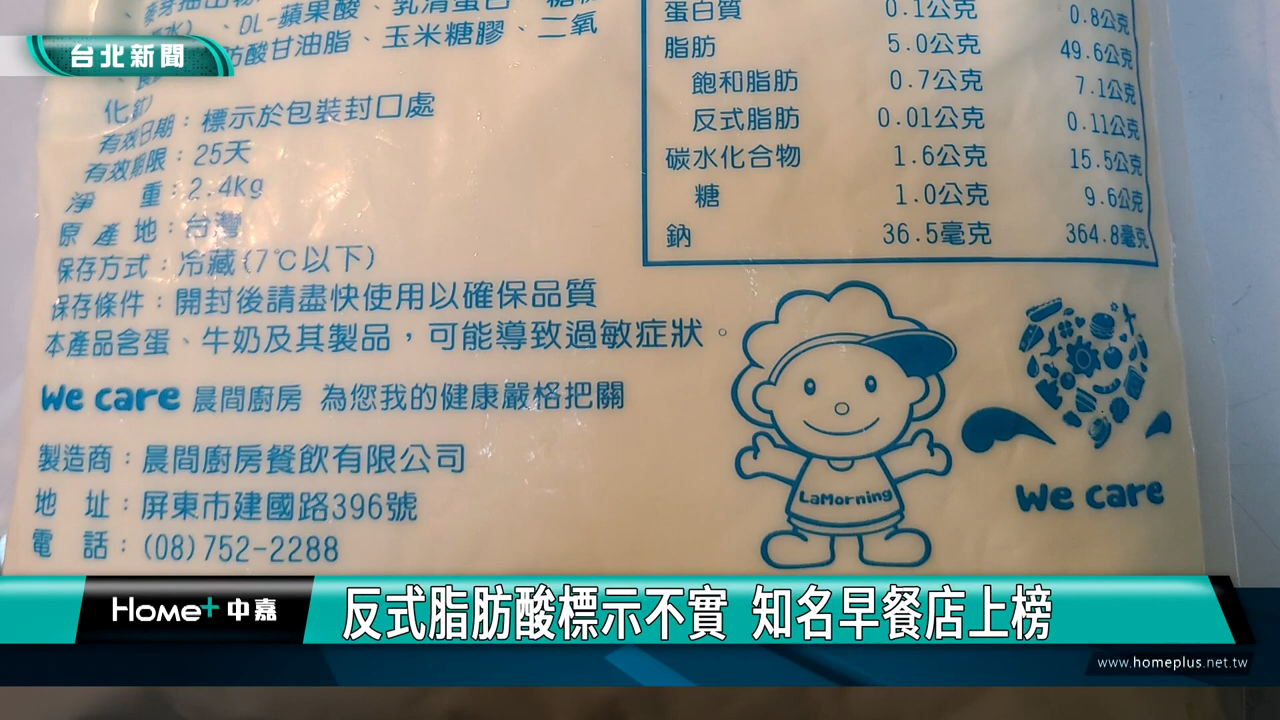 台北新聞
、麥芽抽出物
水)、DL-蘋果酸、乳清蛋白、糖
肪酸甘油脂、玉米糖膠、二氧
化鈦)
有效日期：標示於包裝封口處
有效期限：25天
淨　重：2.4kg
原 產 地：台灣
保存方式：冷藏(7℃以下)
保存條件：開封後請盡快使用以確保品質
本產品含蛋、牛奶及其製品，可能導致過敏症狀。
We care 晨間廚房 為您我的健康嚴格把關
製造商：晨間廚房餐飲有限公司
地　址：屏東市建國路396號
電　話：(08)752-2288
蛋白質 0.1公克 0.8公克
脂肪 5.0公克 49.6公克
飽和脂肪 0.7公克 7.1公克
反式脂肪 0.01公克 0.11公克
碳水化合物 1.6公克 15.5公克
糖 1.0公克 9.6公克
鈉 36.5毫克 364.8毫克
LaMorning
We care
Home+中嘉
反式脂肪酸標示不實 知名早餐店上榜
www.homeplus.net.tw